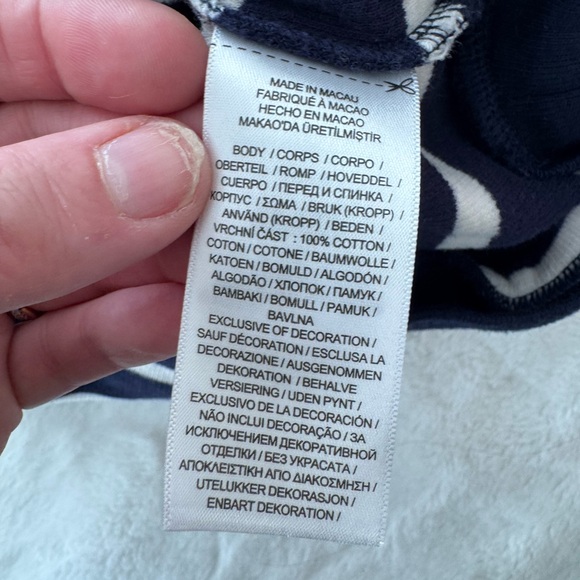 MADE IN MACAU
FABRIQUÉ À MACAO
HECHO EN MACAO
MAKAO'DA ÜRETİLMİŞTİR
BODY / CORPS / CORPO /
OBERTEIL / ROMP / HOVEDDEL /
CUERPO / ПЕРЕД И СПИНКА /
КОРПУС / ΣΩΜΑ / BRUK (KROPP) /
ANVÄND (KROPP) / BEDEN /
VRCHNÍ ČÁST : 100% COTTON /
COTON / COTONE / BAUMWOLLE /
KATOEN / BOMULD / ALGODÓN /
ALGODÃO / ХЛОПОК / ПАМУК /
BAMBAKI / BOMULL / PAMUK /
BAVLNA
EXCLUSIVE OF DECORATION /
SAUF DÉCORATION / ESCLUSA LA
DECORAZIONE / AUSGENOMMEN
DEKORATION / BEHALVE
VERSIERING / UDEN PYNT /
EXCLUSIVO DE LA DECORACIÓN /
NÃO INCLUI DECORAÇÃO / ЗА
ИСКЛЮЧЕНИЕМ ДЕКОРАТИВНОЙ
ОТДЕЛКИ / БЕЗ УКРАСАТА /
ΑΠΟΚΛΕΙΣΤΙΚΗ ΑΠΟ ΔΙΑΚΟΣΜΗΣΗ /
UTELUKKER DEKORASJON /
ENBART DEKORATION /